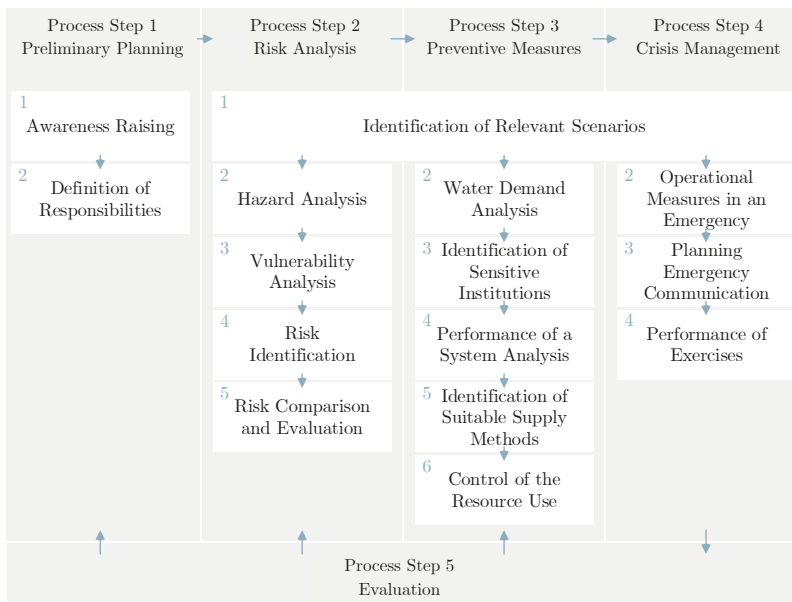 Process Step 1
Preliminary Planning
Process Step 2
Risk Analysis
Process Step 3
Preventive Measures
Process Step 4
Crisis Management
1
Awareness Raising
2
Definition of
Responsibilities
1
Identification of Relevant Scenarios
2
Hazard Analysis
3
Vulnerability
Analysis
4
Risk
Identification
5
Risk Comparison
and Evaluation
2
Water Demand
Analysis
3
Identification of
Sensitive
Institutions
4
Performance of a
System Analysis
5
Identification of
Suitable Supply
Methods
6
Control of the
Resource Use
2
Operational
Measures in an
Emergency
3
Planning
Emergency
Communication
4
Performance of
Exercises
Process Step 5
Evaluation